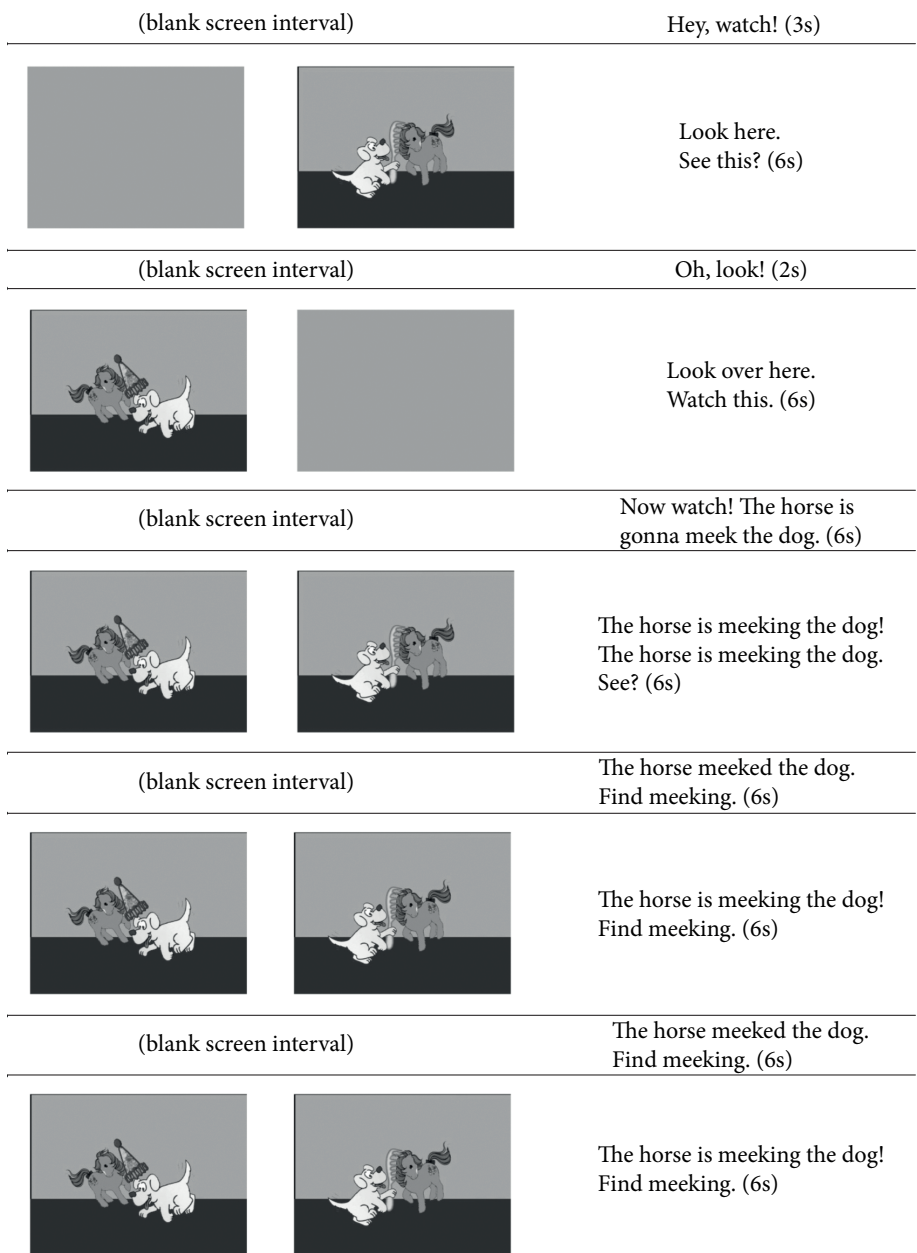 (blank screen interval)
Hey, watch! (3s)
Look here.
See this? (6s)
(blank screen interval)
Oh, look! (2s)
Look over here.
Watch this. (6s)
(blank screen interval)
Now watch! The horse is
gonna meek the dog. (6s)
The horse is meeking the dog!
The horse is meeking the dog.
See? (6s)
(blank screen interval)
The horse meeked the dog.
Find meeking. (6s)
The horse is meeking the dog!
Find meeking. (6s)
(blank screen interval)
The horse meeked the dog.
Find meeking. (6s)
The horse is meeking the dog!
Find meeking. (6s)